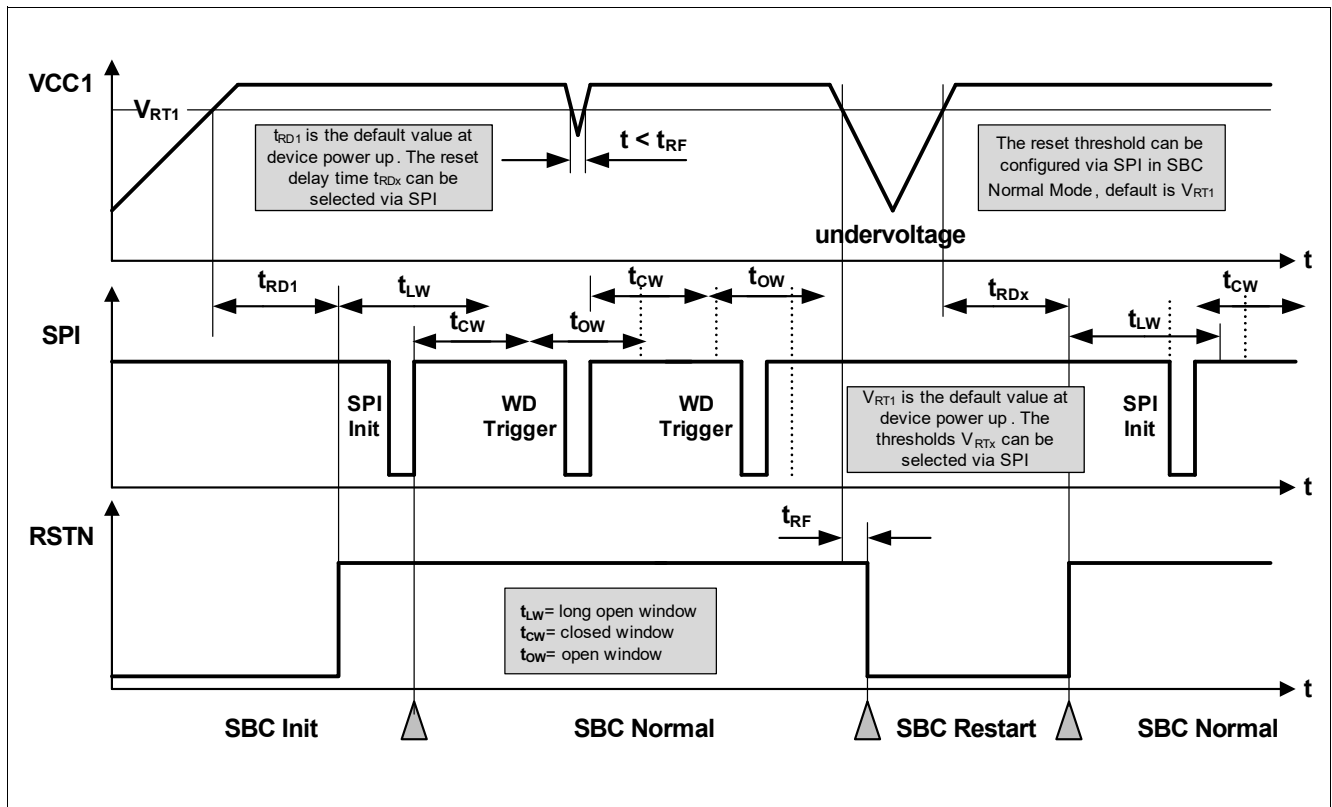 VCC1
VRT1
tRD1 is the default value at
device power up . The reset
delay time tRDx can be
selected via SPI
t < tRF
The reset threshold can be
configured via SPI in SBC
Normal Mode , default is VRT1
undervoltage
t
tRD1
tLW
tCW
tOW
tRDx
tCW
SPI
tCW
tOW
tLW
SPI
Init
WD
Trigger
WD
Trigger
VRT1 is the default value at
device power up . The
thresholds VRTx can be
selected via SPI
SPI
Init
t
RSTN
tRF
tLW= long open window
tCW= closed window
tOW= open window
t
SBC Init
SBC Normal
SBC Restart
SBC Normal